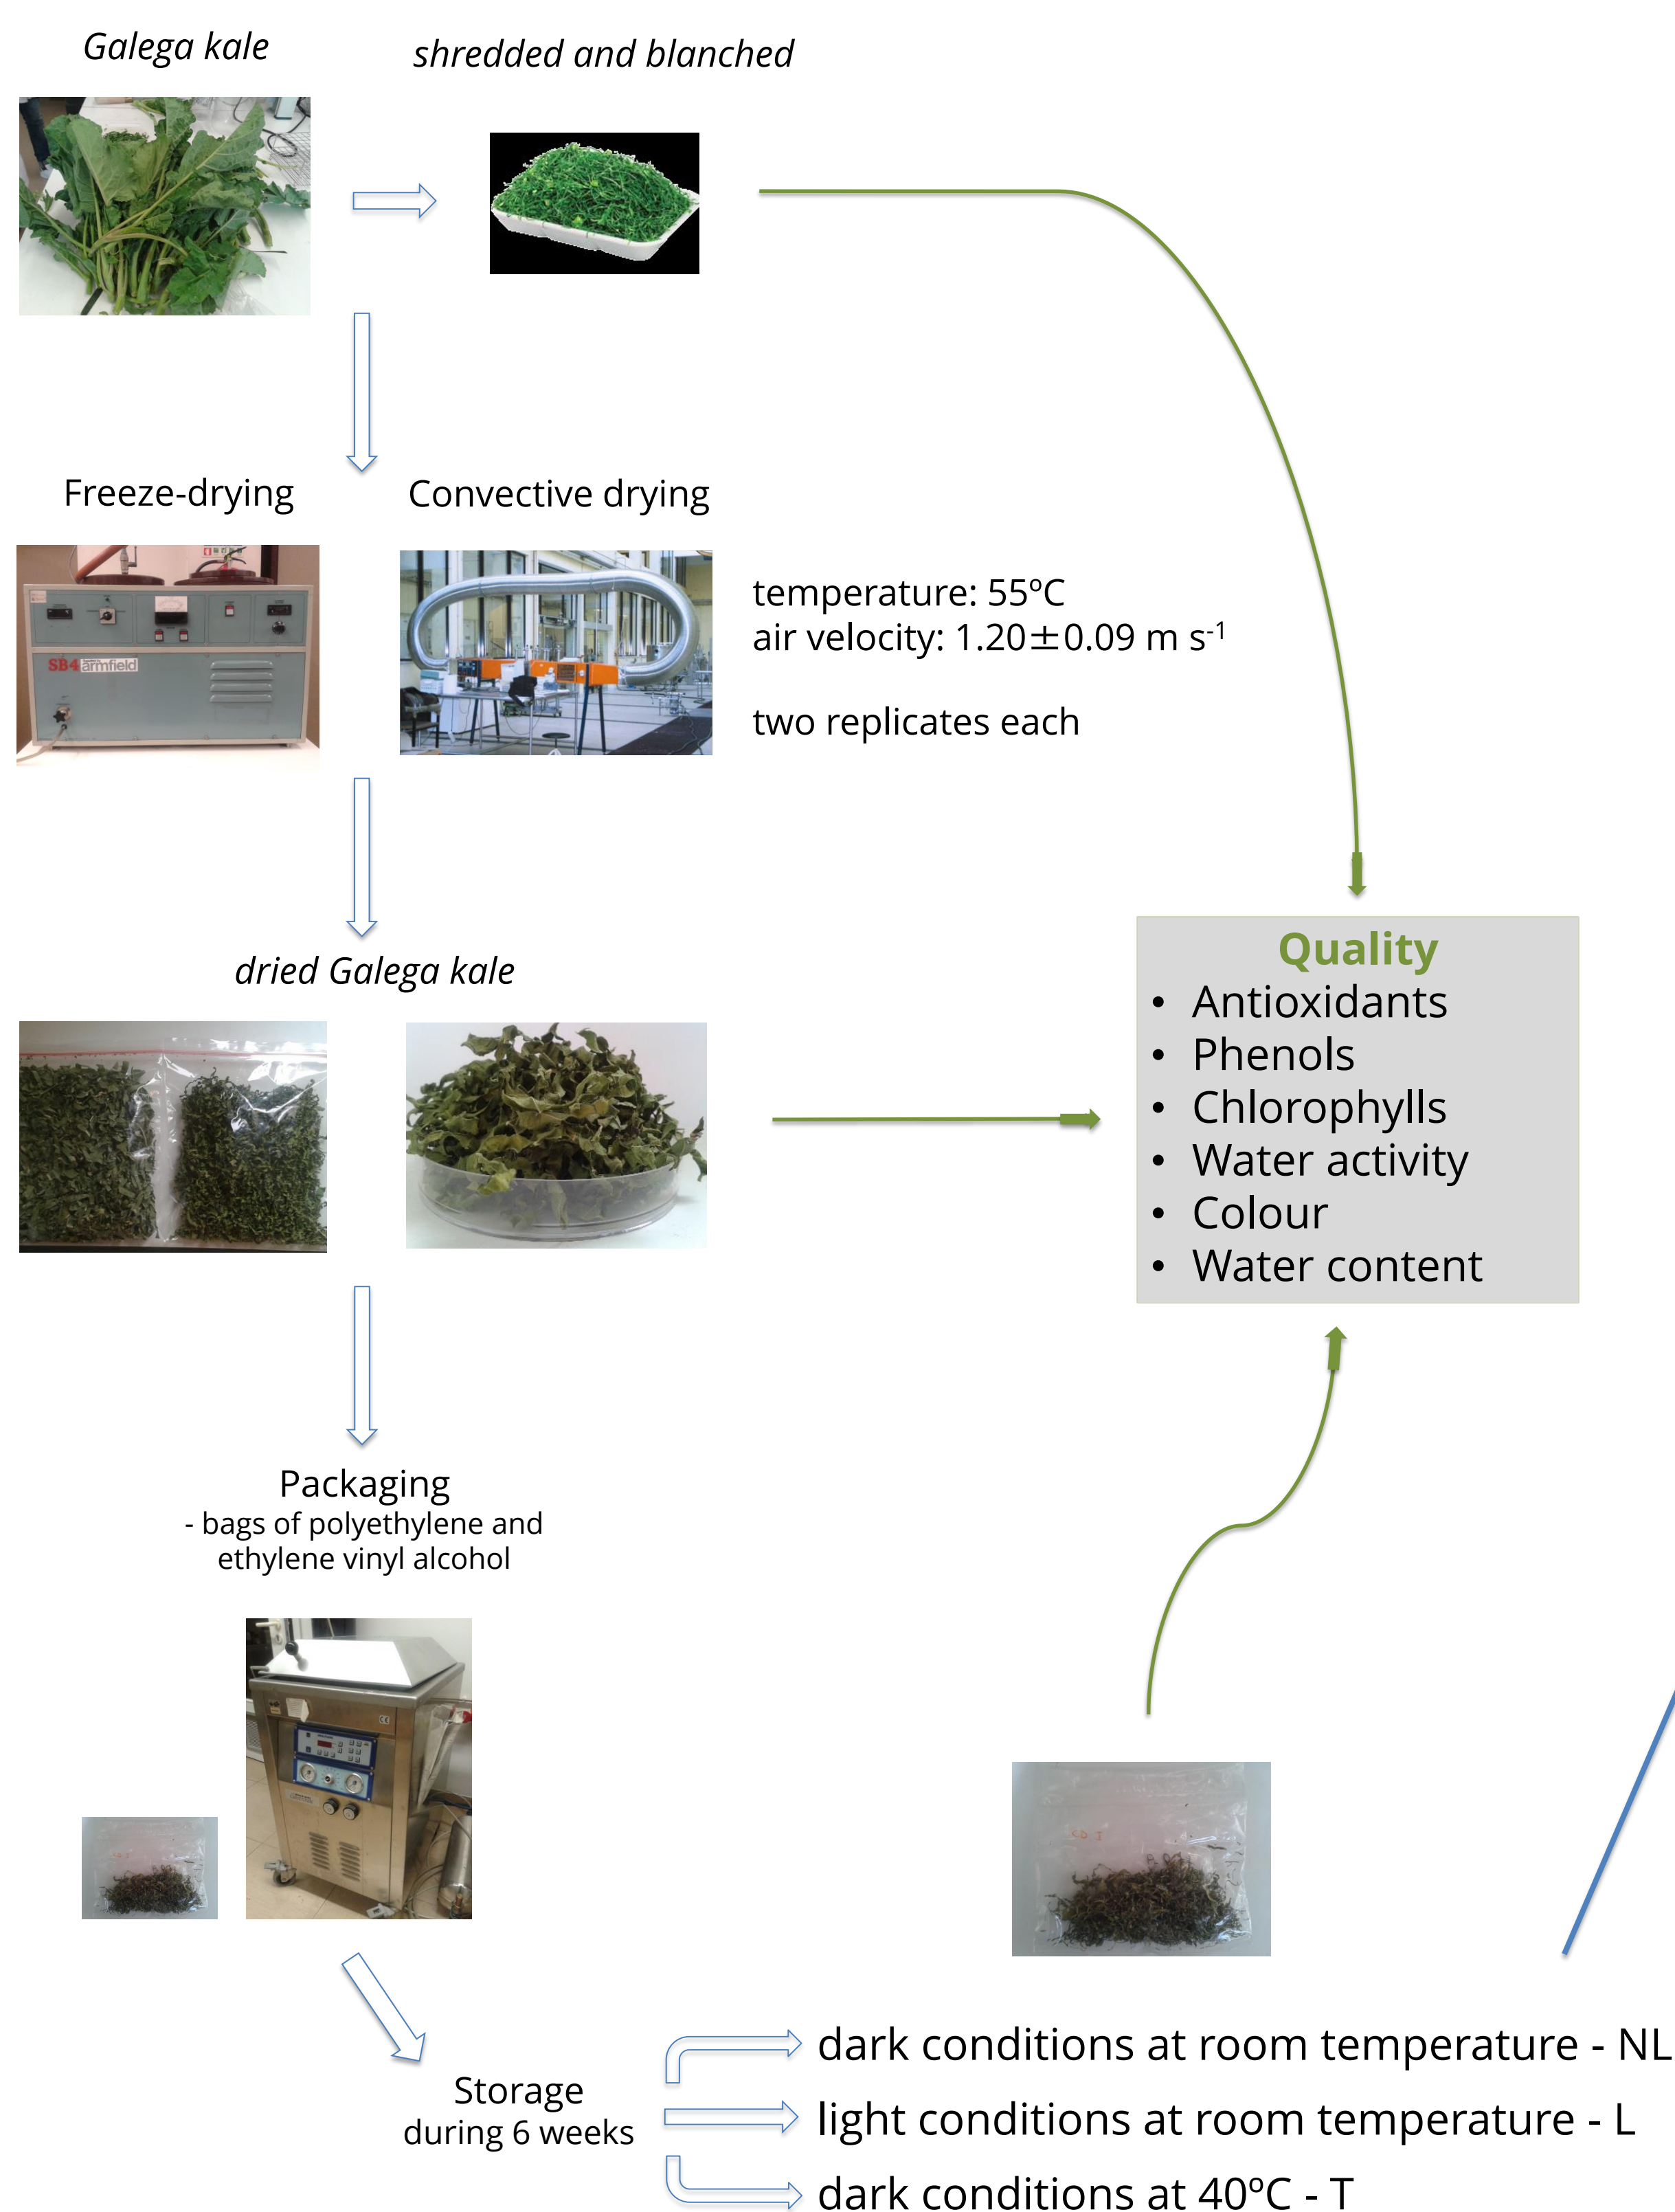 Galega kale
shredded and blanched
Freeze-drying
Convective drying
SB4 armfield
temperature: 55ºC
air velocity: 1.20±0.09 m s-1
two replicates each
dried Galega kale
Quality
• Antioxidants
• Phenols
• Chlorophylls
• Water activity
• Colour
• Water content
Packaging
- bags of polyethylene and
ethylene vinyl alcohol
CD I
Storage
during 6 weeks
dark conditions at room temperature - NL
light conditions at room temperature - L
dark conditions at 40ºC - T